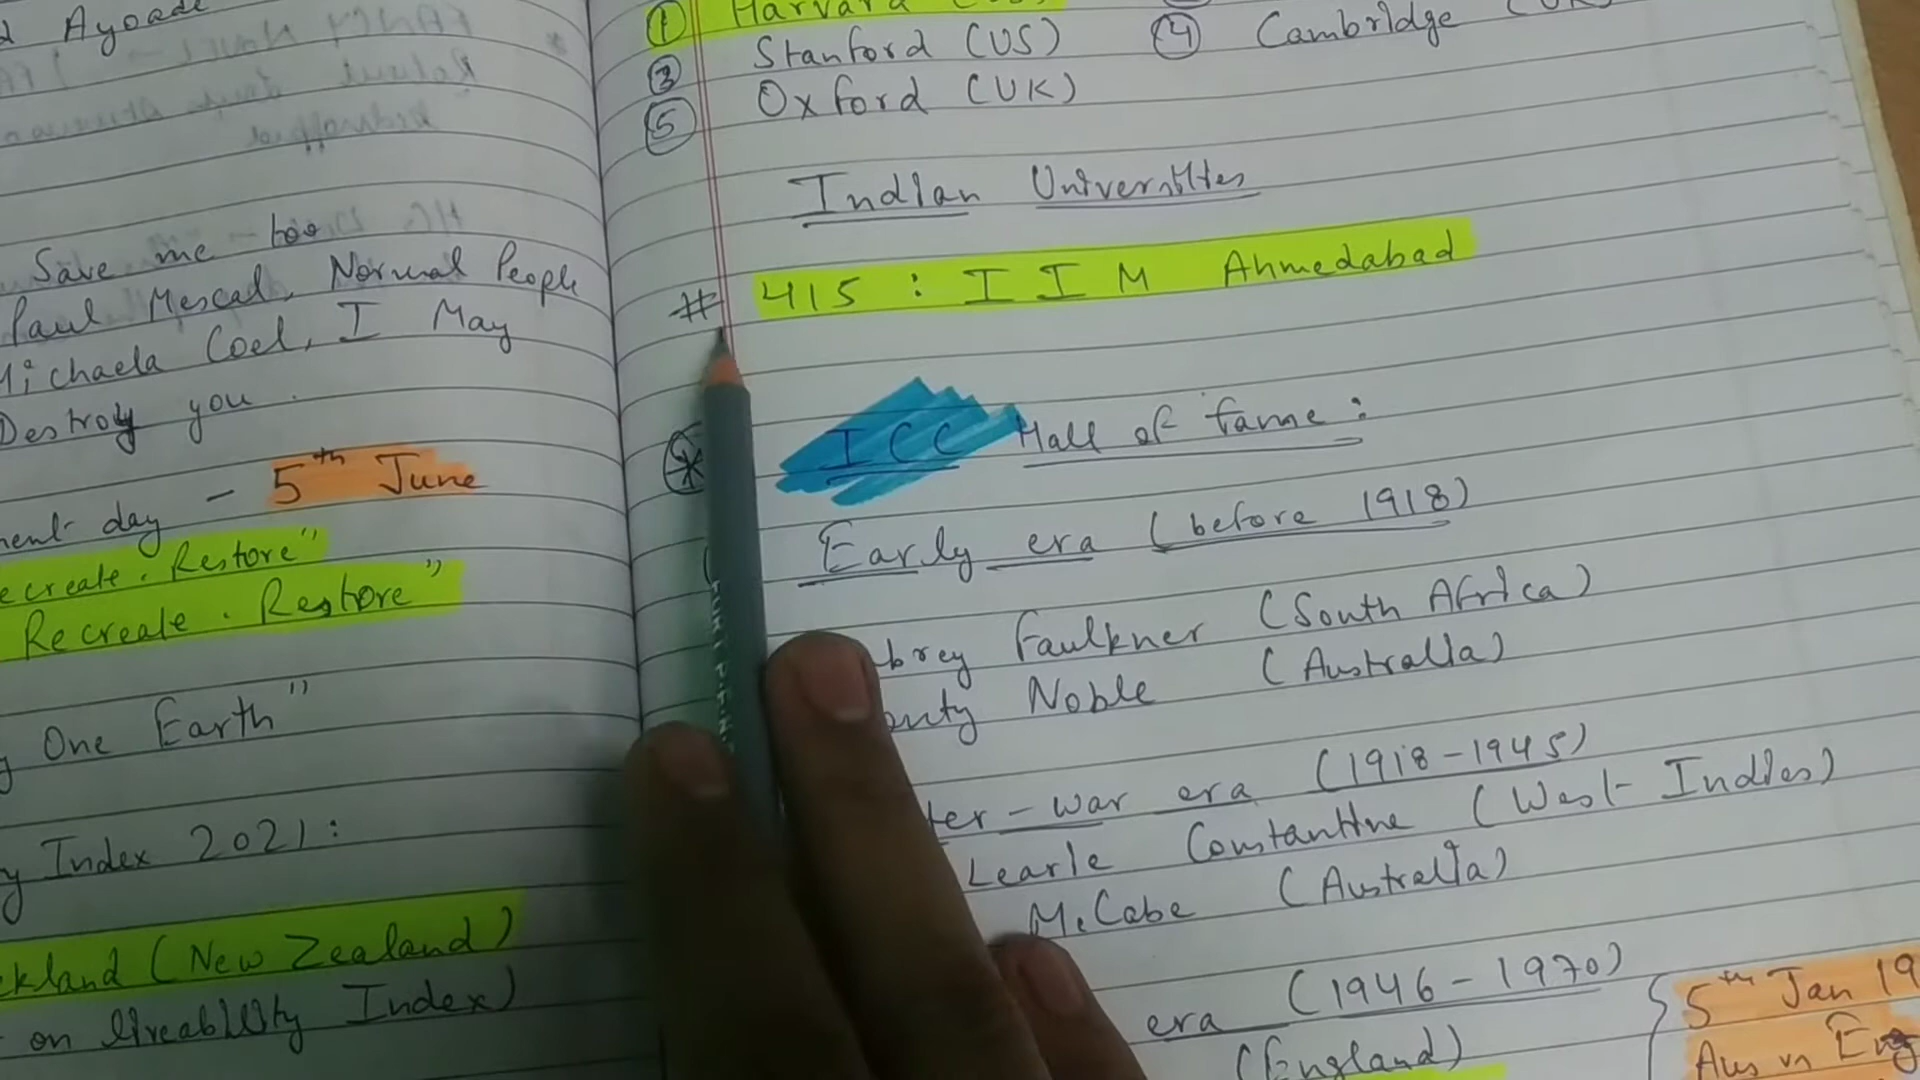 Ayoade
Save me too
Paul Mescal, Normal People
Michaela Coel, I May
Destroy you.
day - 5th June
Recreate. Restore"
Recreate. Restore"
One Earth"
Index 2021:
(New Zealand)
on liveability Index)
① Harvard
Stanford (US) ④ Cambridge (UK)
③
⑤ Oxford (UK)
Indian Universities
# 415 : IIM Ahmedabad
* ICC Hall of fame:
Early era (before 1918)
Faulkner (South Africa)
Noble (Australia)
war era (1918-1945)
Learie Constantine (West Indies)
McCabe (Australia)
era (1946-1970)
(England)
5th Jan 19
Aus vs Eng